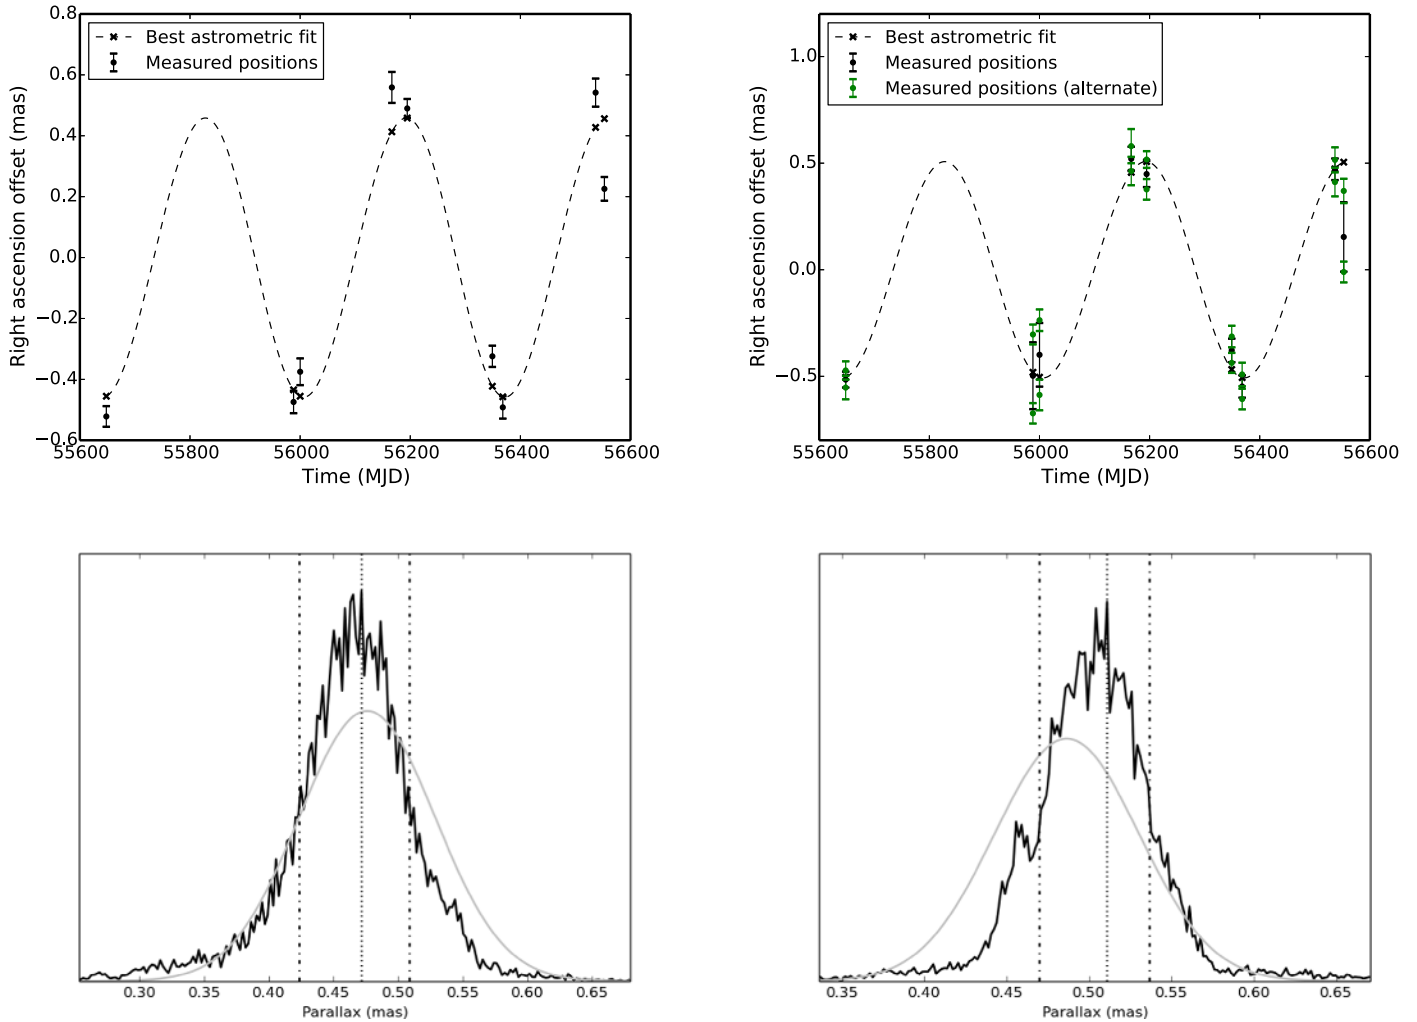 0.8
0.6
0.4
0.2
0.0
−0.2
−0.4
−0.6
Right ascension offset (mas)
Best astrometric fit
Measured positions
55600 55800 56000 56200 56400 56600
Time (MJD)
1.0
0.5
0.0
−0.5
Right ascension offset (mas)
Best astrometric fit
Measured positions
Measured positions (alternate)
55600 55800 56000 56200 56400 56600
Time (MJD)
0.30 0.35 0.40 0.45 0.50 0.55 0.60 0.65
Parallax (mas)
0.35 0.40 0.45 0.50 0.55 0.60 0.65
Parallax (mas)